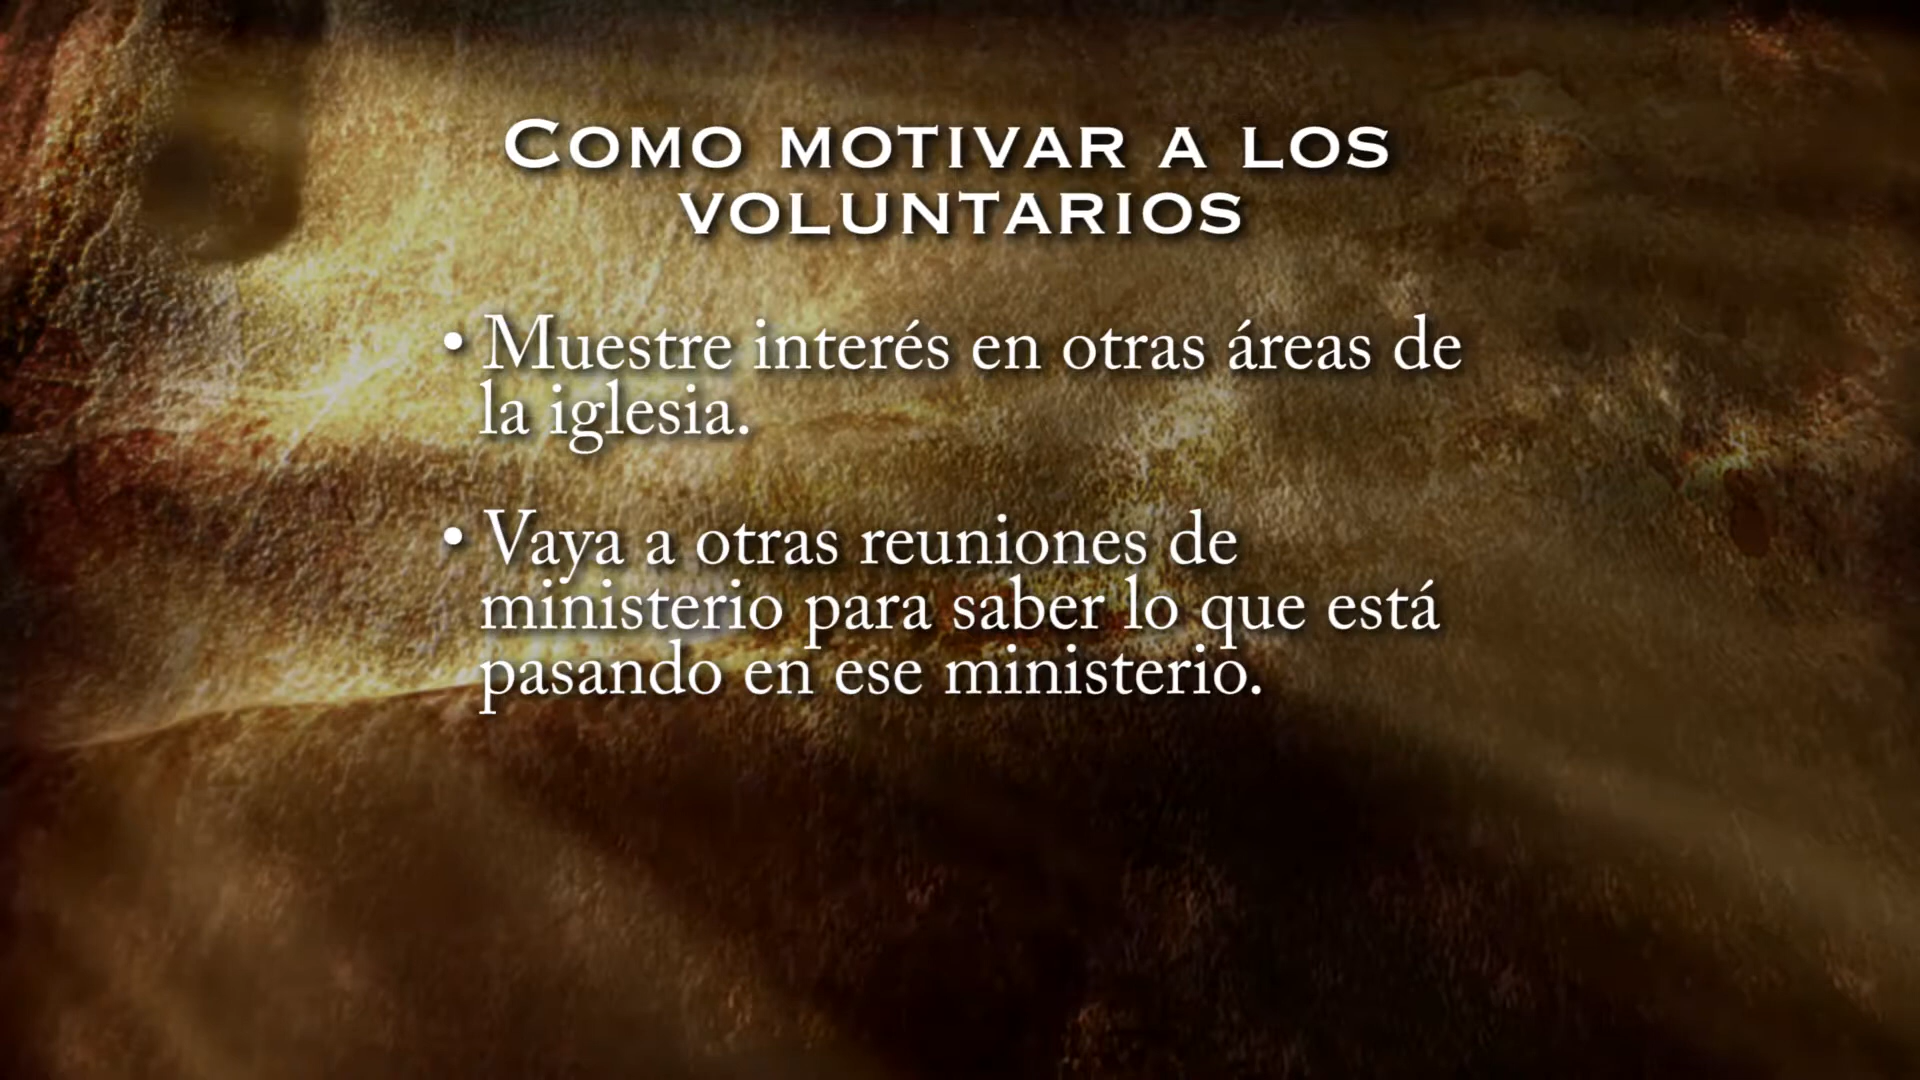 Como motivar a los
voluntarios
• Muestre interés en otras áreas de
la iglesia.
• Vaya a otras reuniones de
ministerio para saber lo que está
pasando en ese ministerio.